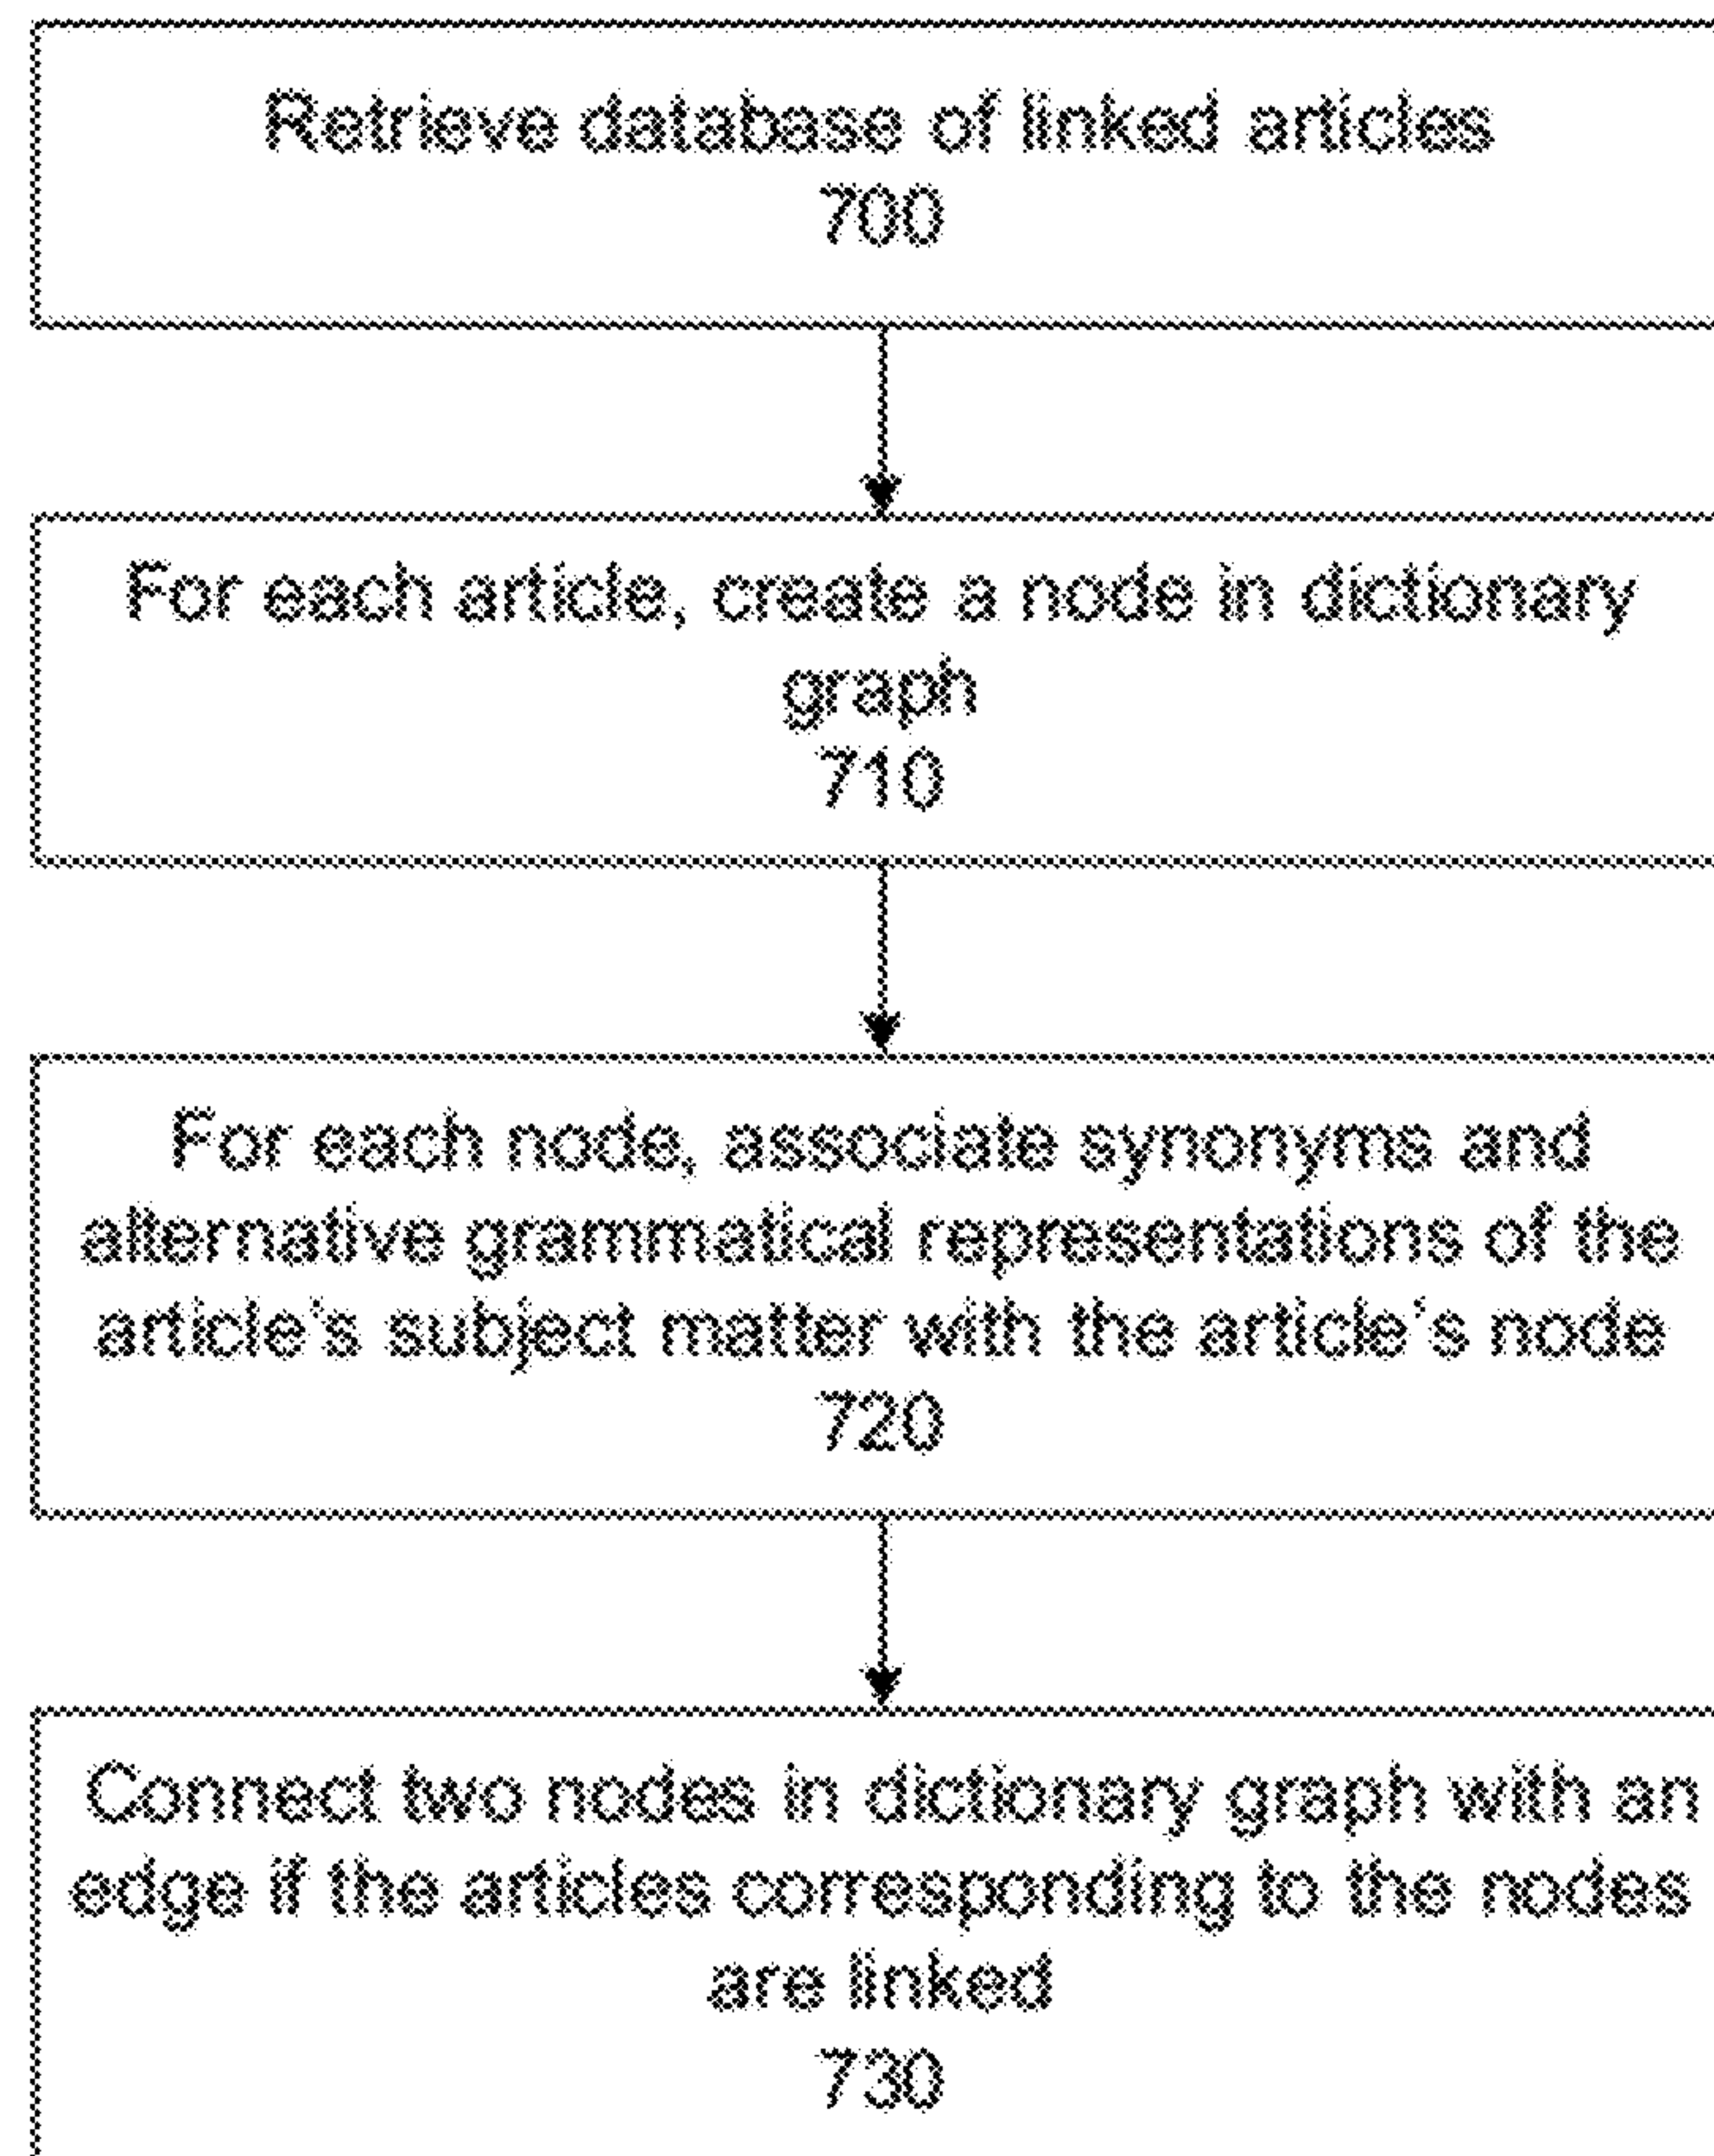 Retrieve database of linked articles
700
For each article, create a node in dictionary
graph
710
For each node, associate synonyms and
alternative grammatical representations of the
article's subject matter with the article's node
720
Connect two nodes in dictionary graph with an
edge if the articles corresponding to the nodes
are linked
730